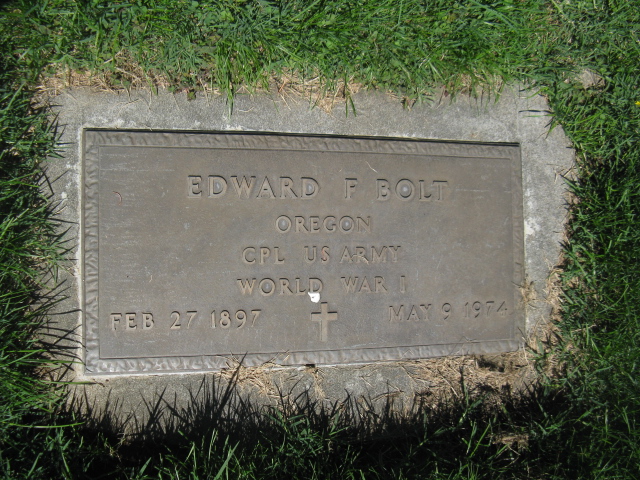 EDWARD F BOLT
OREGON
CPL US ARMY
WORLD WAR I
FEB 27 1897 MAY 9 1974